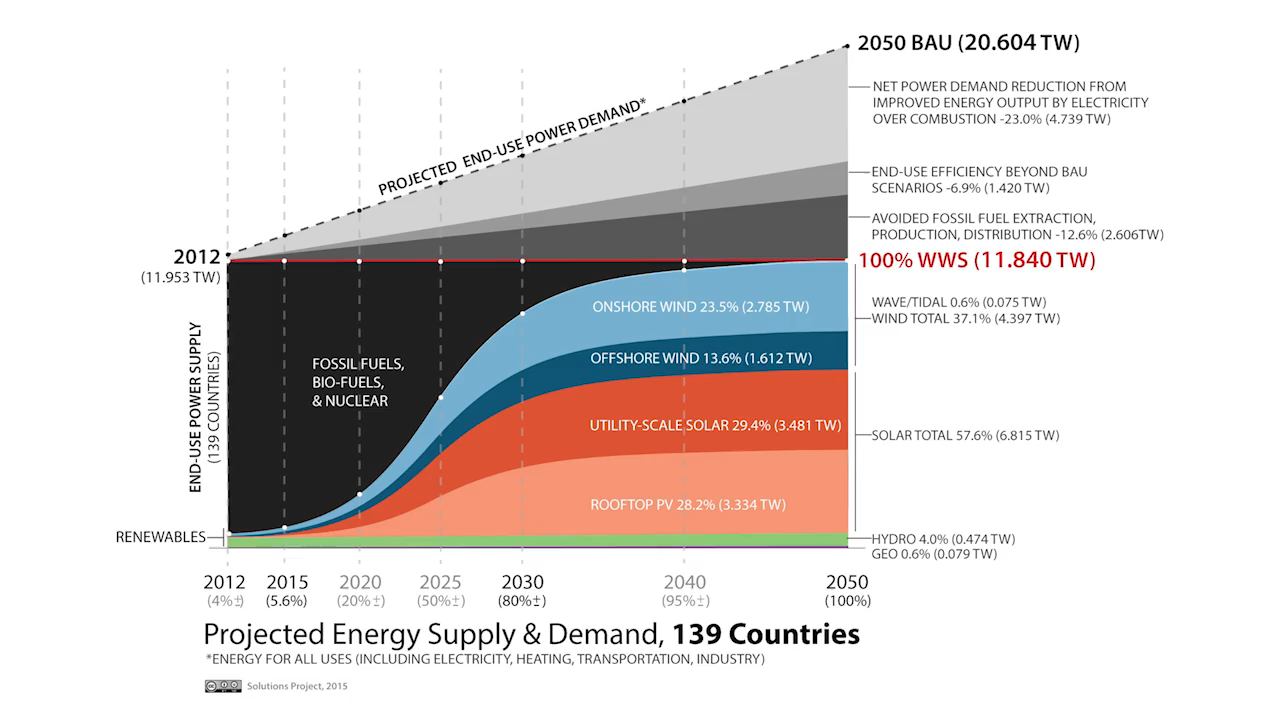 2050 BAU (20.604 TW)
NET POWER DEMAND REDUCTION FROM
IMPROVED ENERGY OUTPUT BY ELECTRICITY
OVER COMBUSTION -23.0% (4.739 TW)
PROJECTED END-USE POWER DEMAND*
END-USE EFFICIENCY BEYOND BAU
SCENARIOS -6.9% (1.420 TW)
AVOIDED FOSSIL FUEL EXTRACTION,
PRODUCTION, DISTRIBUTION -12.6% (2.606TW)
2012
(11.953 TW)
100% WWS (11.840 TW)
END-USE POWER SUPPLY
(139 COUNTRIES)
FOSSIL FUELS,
BIO-FUELS,
& NUCLEAR
ONSHORE WIND 23.5% (2.785 TW)
OFFSHORE WIND 13.6% (1.612 TW)
UTILITY-SCALE SOLAR 29.4% (3.481 TW)
ROOFTOP PV 28.2% (3.334 TW)
WAVE/TIDAL 0.6% (0.075 TW)
WIND TOTAL 37.1% (4.397 TW)
SOLAR TOTAL 57.6% (6.815 TW)
RENEWABLES
HYDRO 4.0% (0.474 TW)
GEO 0.6% (0.079 TW)
2012 2015 2020 2025 2030 2040 2050
(4%±) (5.6%) (20%±) (50%±) (80%±) (95%±) (100%)
Projected Energy Supply & Demand, 139 Countries
*ENERGY FOR ALL USES (INCLUDING ELECTRICITY, HEATING, TRANSPORTATION, INDUSTRY)
Solutions Project, 2015